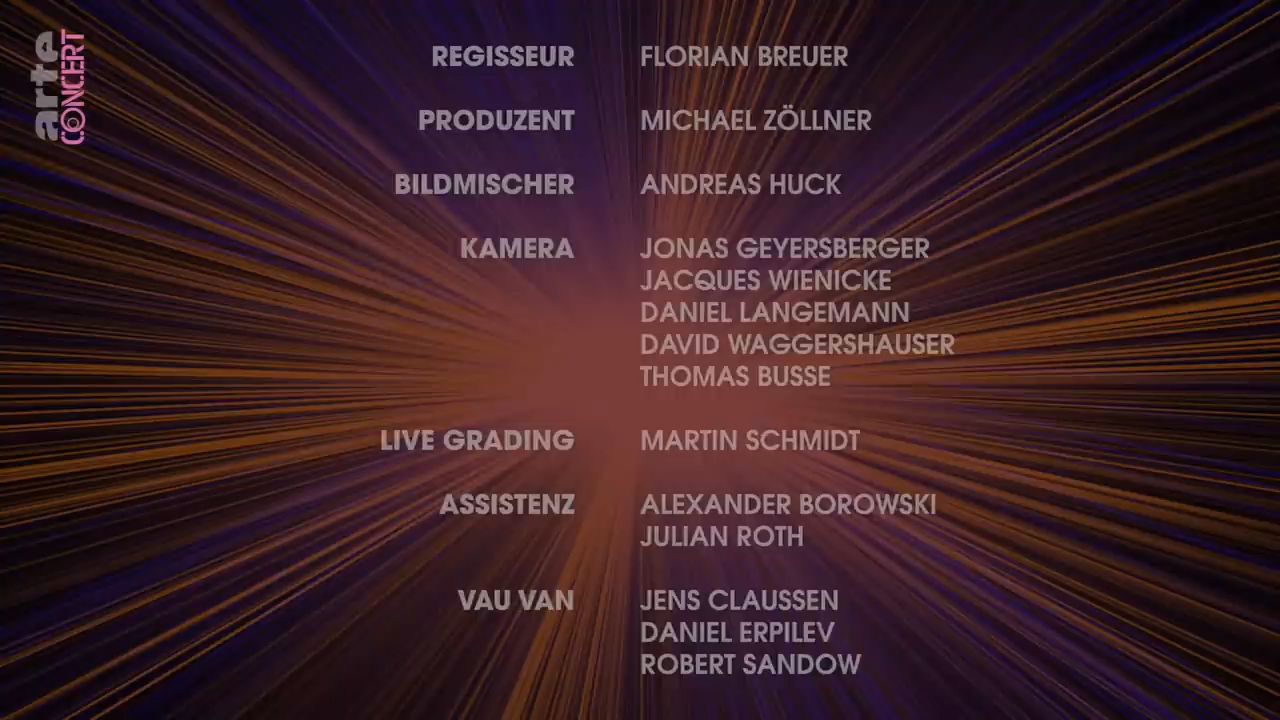 arte
CONCERT
REGISSEUR FLORIAN BREUER
PRODUZENT MICHAEL ZÖLLNER
BILDMISCHER ANDREAS HUCK
KAMERA JONAS GEYERSBERGER
JACQUES WIENICKE
DANIEL LANGEMANN
DAVID WAGGERSHAUSER
THOMAS BUSSE
LIVE GRADING MARTIN SCHMIDT
ASSISTENZ ALEXANDER BOROWSKI
JULIAN ROTH
VAU VAN JENS CLAUSSEN
DANIEL ERPILEV
ROBERT SANDOW